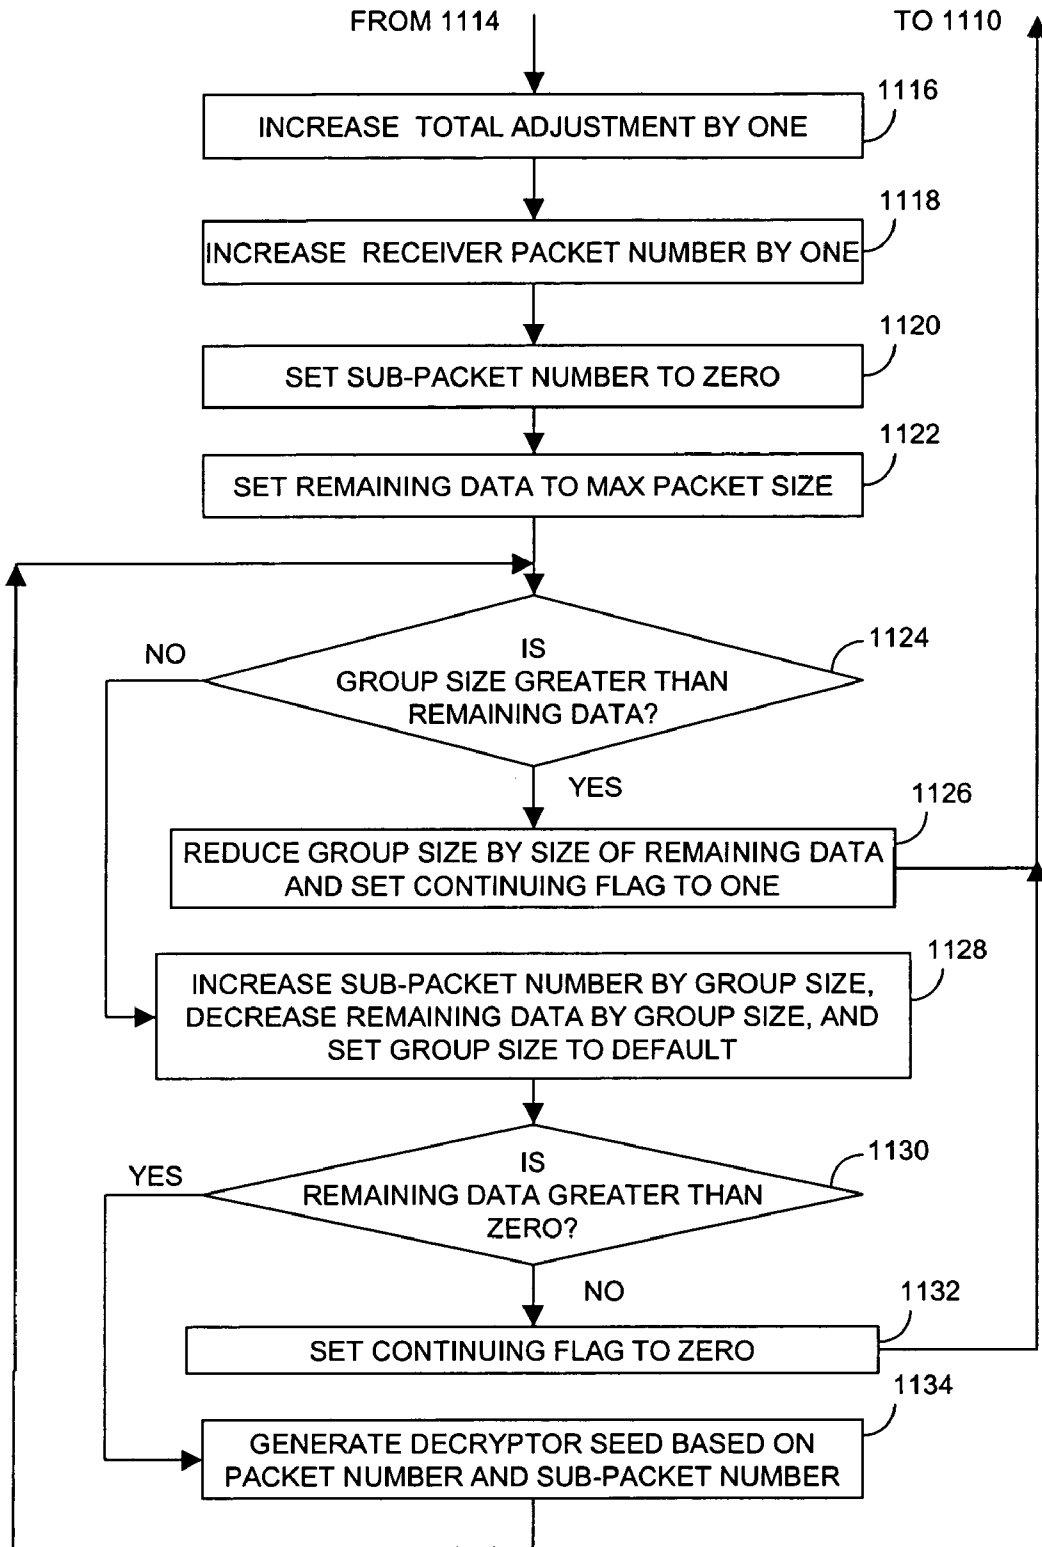 FROM 1114
TO 1110
1116
INCREASE TOTAL ADJUSTMENT BY ONE
1118
INCREASE RECEIVER PACKET NUMBER BY ONE
1120
SET SUB-PACKET NUMBER TO ZERO
1122
SET REMAINING DATA TO MAX PACKET SIZE
1124
NO
IS
GROUP SIZE GREATER THAN
REMAINING DATA?
YES
1126
REDUCE GROUP SIZE BY SIZE OF REMAINING DATA
AND SET CONTINUING FLAG TO ONE
1128
INCREASE SUB-PACKET NUMBER BY GROUP SIZE,
DECREASE REMAINING DATA BY GROUP SIZE, AND
SET GROUP SIZE TO DEFAULT
1130
YES
IS
REMAINING DATA GREATER THAN
ZERO?
NO
1132
SET CONTINUING FLAG TO ZERO
1134
GENERATE DECRYPTOR SEED BASED ON
PACKET NUMBER AND SUB-PACKET NUMBER